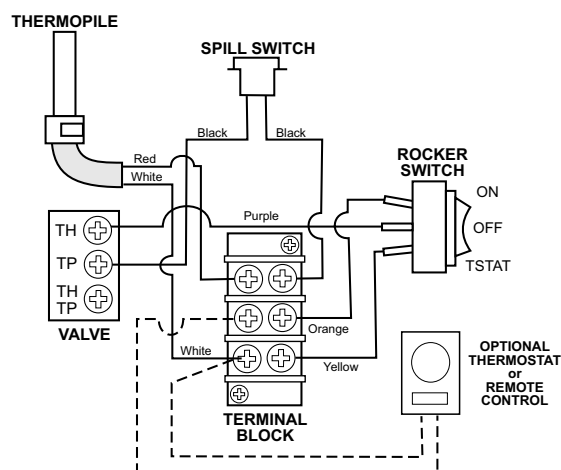 THERMOPILE
SPILL SWITCH
Black
Black
Red
White
ROCKER
SWITCH
ON
OFF
TSTAT
Purple
TH
TP
TH
TP
VALVE
Orange
White
Yellow
TERMINAL
BLOCK
OPTIONAL
THERMOSTAT
or
REMOTE
CONTROL